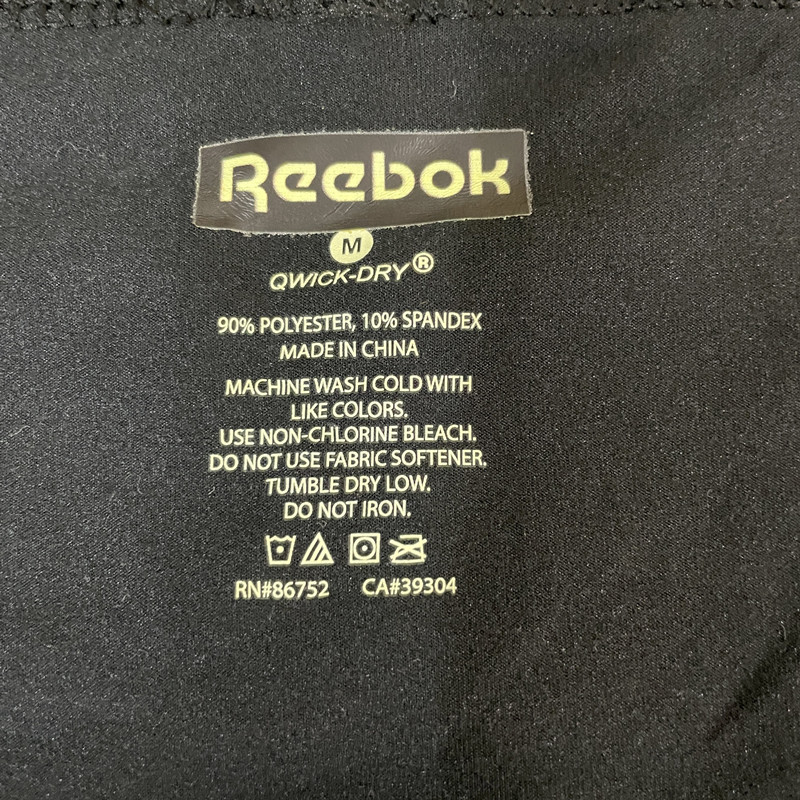 Reebok
M
QWICK-DRY®
90% POLYESTER, 10% SPANDEX
MADE IN CHINA
MACHINE WASH COLD WITH
LIKE COLORS.
USE NON-CHLORINE BLEACH.
DO NOT USE FABRIC SOFTENER.
TUMBLE DRY LOW.
DO NOT IRON.
RN#86752 CA#39304